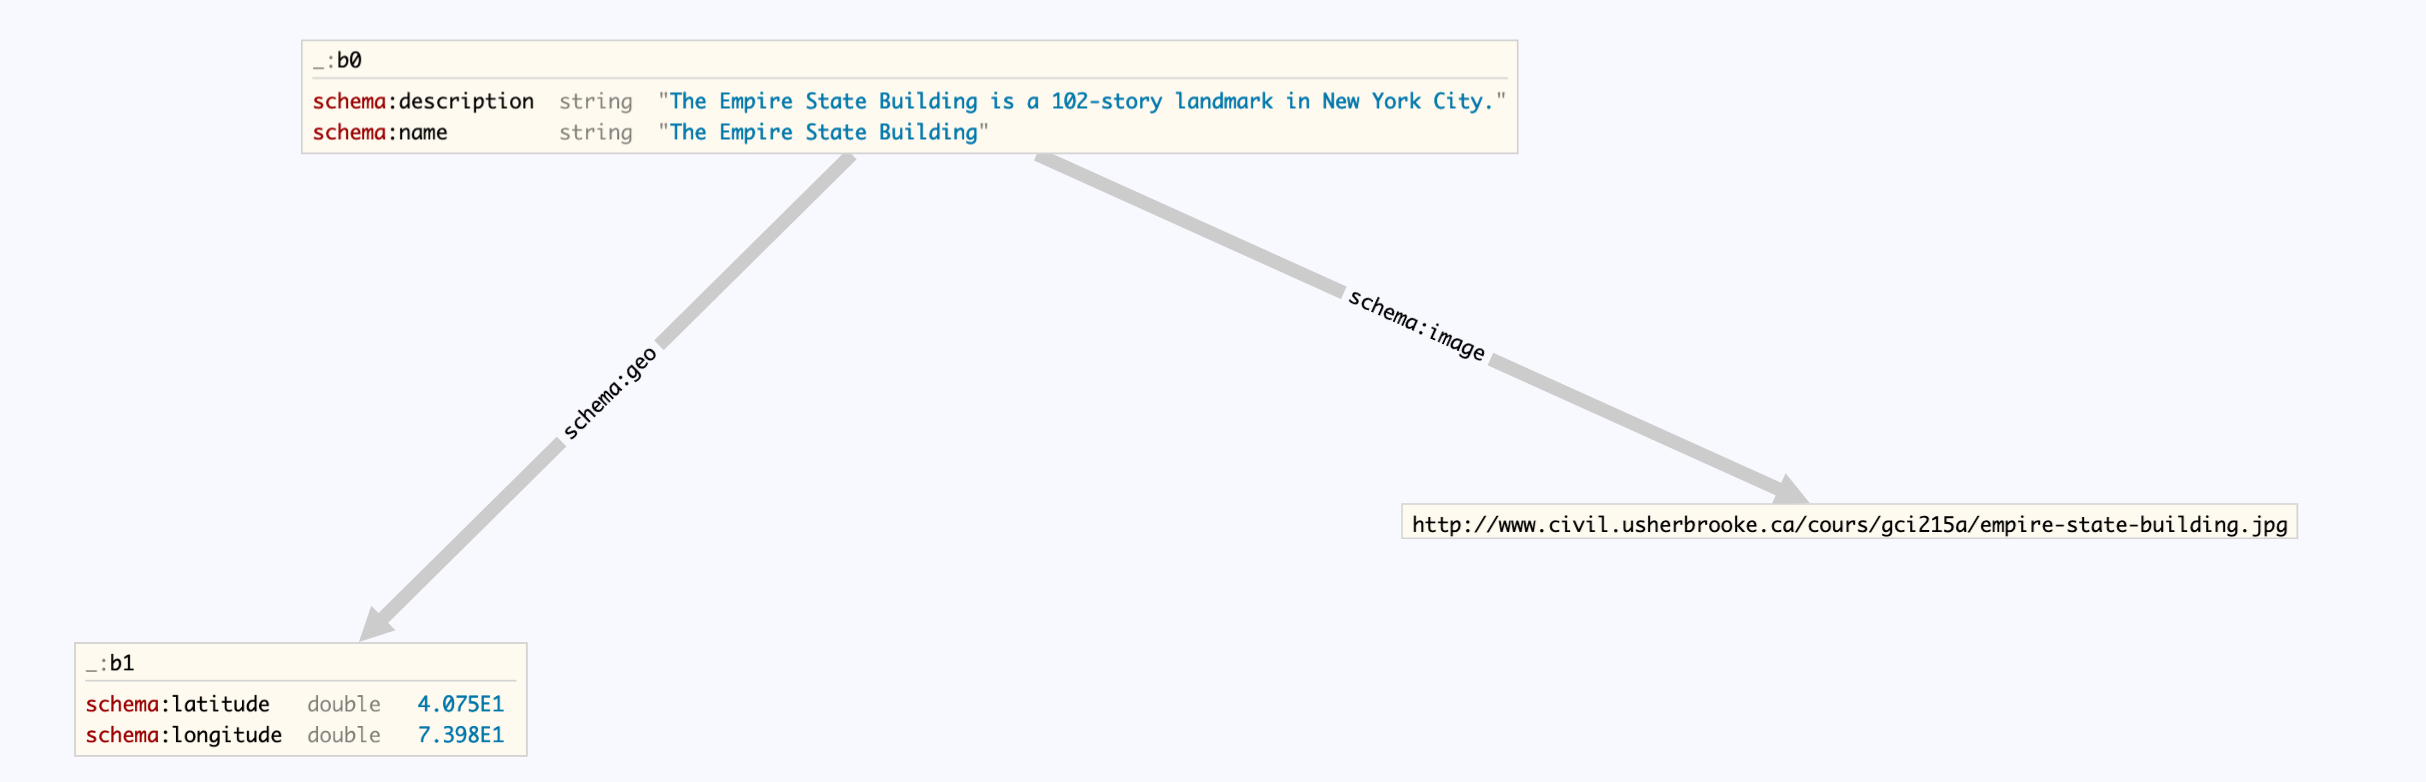 _:b0
schema:description string "The Empire State Building is a 102-story landmark in New York City."
schema:name string "The Empire State Building"
schema:geo
schema:image
http://www.civil.usherbrooke.ca/cours/gci215a/empire-state-building.jpg
_:b1
schema:latitude double 4.075E1
schema:longitude double 7.398E1